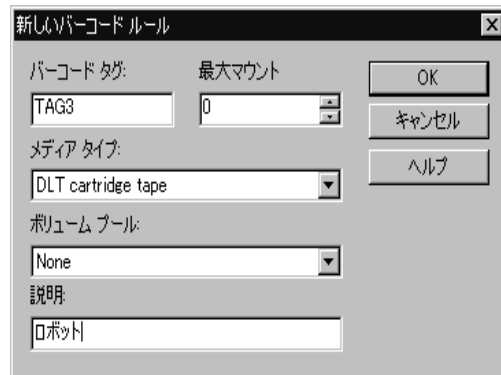 新しいバーコード ルール
バーコード タグ: 最大マウント
TAG3 0 OK
キャンセル
メディア タイプ: ヘルプ
DLT cartridge tape
ボリューム プール:
None
説明:
ロボット